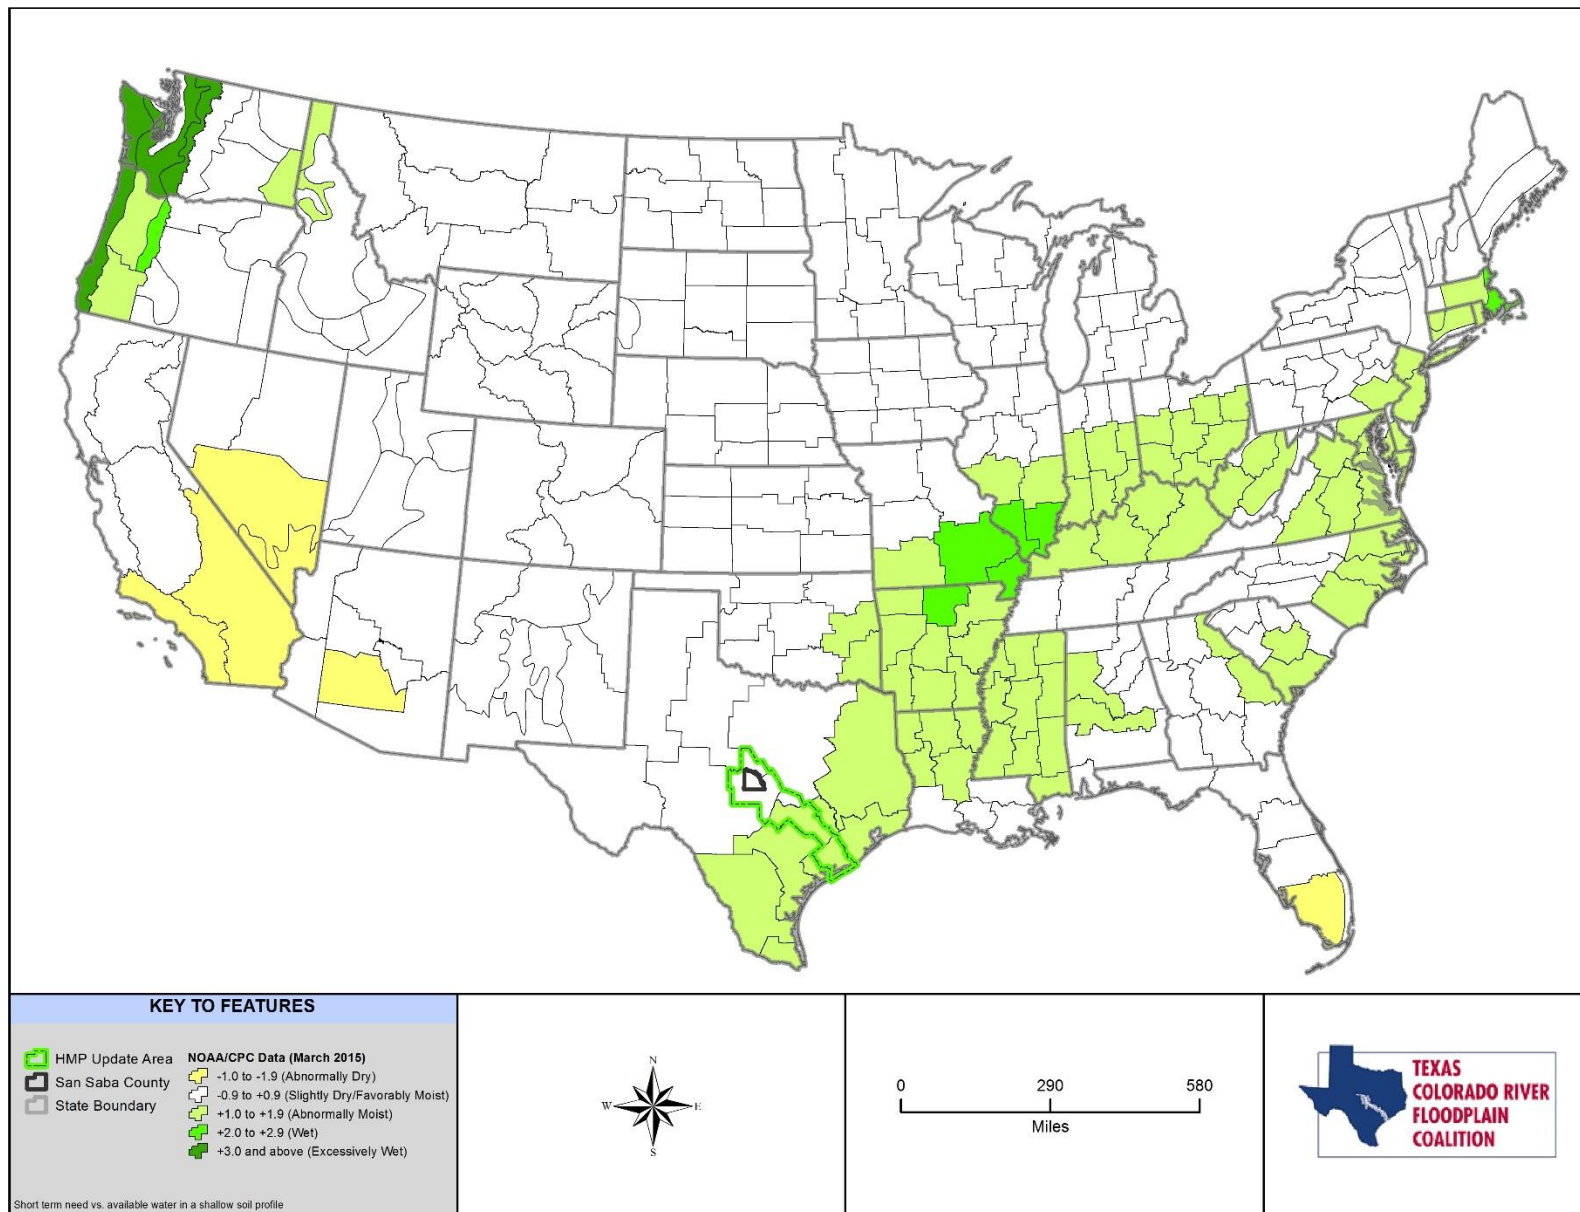 KEY TO FEATURES
HMP Update Area
San Saba County
State Boundary
NOAA/CPC Data (March 2015)
-1.0 to -1.9 (Abnormally Dry)
-0.9 to +0.9 (Slightly Dry/Favorably Moist)
+1.0 to +1.9 (Abnormally Moist)
+2.0 to +2.9 (Wet)
+3.0 and above (Excessively Wet)
Short term need vs. available water in a shallow soil profile
N
W E
S
0 290 580
Miles
TEXAS
COLORADO RIVER
FLOODPLAIN
COALITION